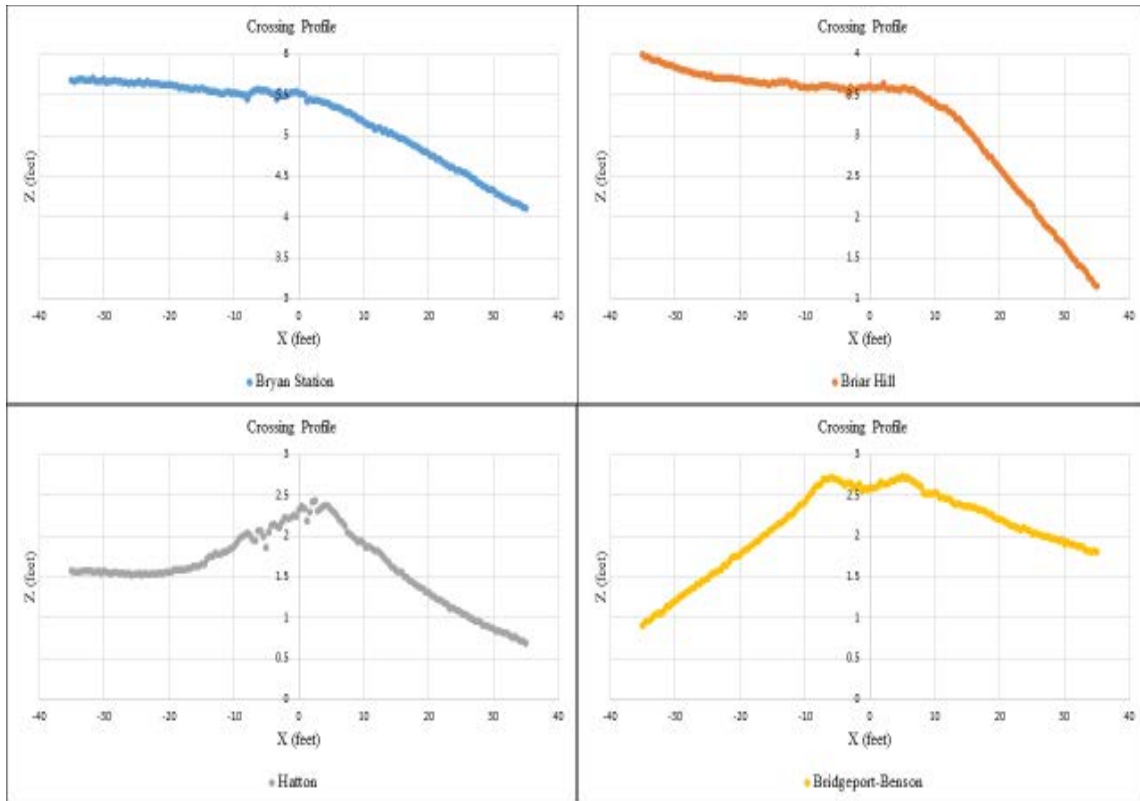 Crossing Profile
6
5.5
5
4.5
4
3.5
3
Z (feet)
-40 -30 -20 -10 0 10 20 30 40
X (feet)
Bryan Station
Crossing Profile
4
3.5
3
2.5
2
1.5
1
Z (feet)
-40 -30 -20 -10 0 10 20 30 40
X (feet)
Briar Hill
Crossing Profile
3
2.5
2
1.5
1
0.5
0
Z (feet)
-40 -30 -20 -10 0 10 20 30 40
X (feet)
Hatton
Crossing Profile
3
2.5
2
1.5
1
0.5
0
Z (feet)
-40 -30 -20 -10 0 10 20 30 40
X (feet)
Bridgeport-Benson